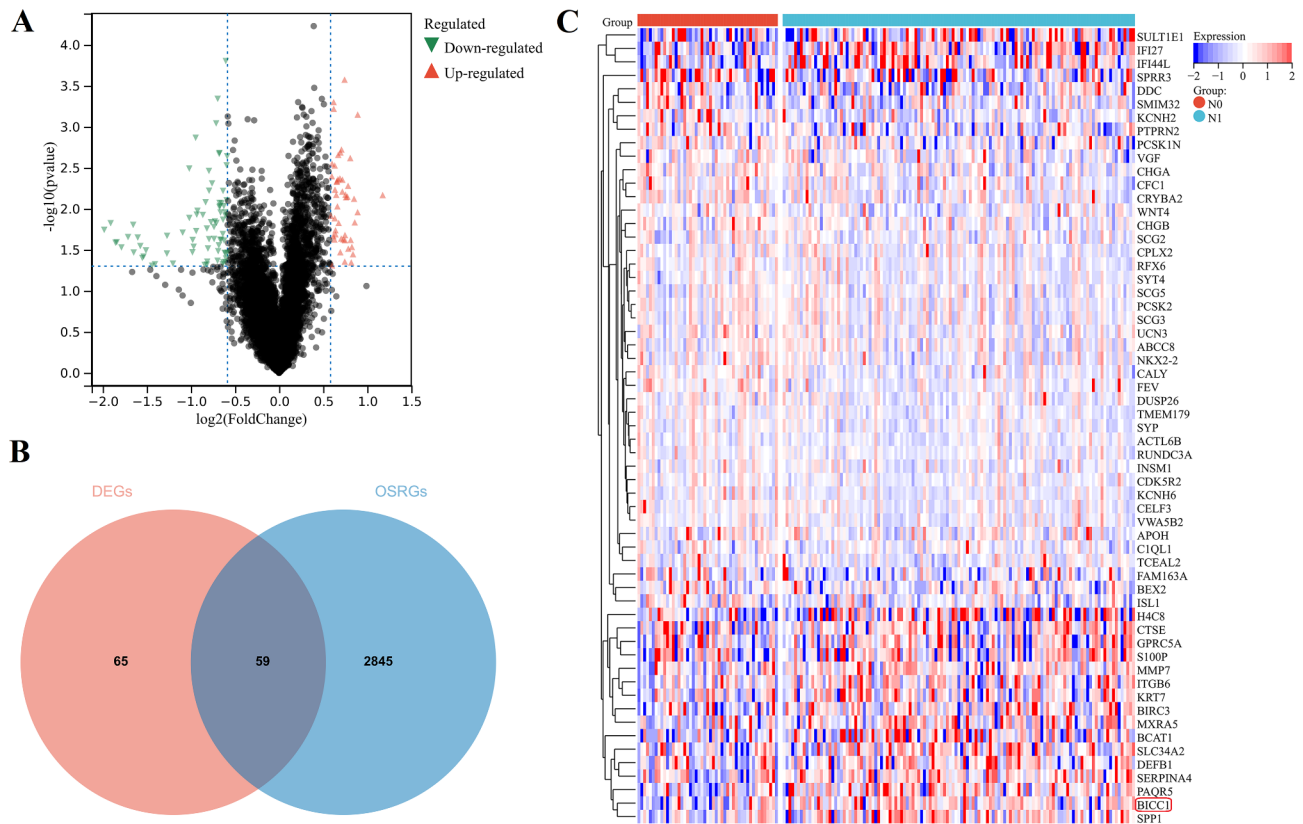 A
Regulated
Down-regulated
Up-regulated
4.0
3.5
3.0
2.5
2.0
1.5
1.0
0.5
0.0
-log10(pvalue)
−2.0 −1.5 −1.0 −0.5 0.0 0.5 1.0 1.5
log2(FoldChange)
B
DEGs OSRGs
65 59 2845
C
Group
SULT1E1
IFI27
IFI44L
SPRR3
DDC
SMIM32
KCNH2
PTPRN2
PCSK1N
VGF
CHGA
CFC1
CRYBA2
WNT4
CHGB
SCG2
CPLX2
RFX6
SYT4
SCG5
PCSK2
SCG3
UCN3
ABCC8
NKX2-2
CALY
FEV
DUSP26
TMEM179
SYP
ACTL6B
RUNDC3A
INSM1
CDK5R2
KCNH6
CELF3
VWA5B2
APOH
C1QL1
TCEAL2
FAM163A
BEX2
ISL1
H4C8
CTSE
GPRC5A
S100P
MMP7
ITGB6
KRT7
BIRC3
MXRA5
BCAT1
SLC34A2
DEFB1
SERPINA4
PAQR5
BICC1
SPP1
Expression
−2 −1 0 1 2
Group:
N0
N1